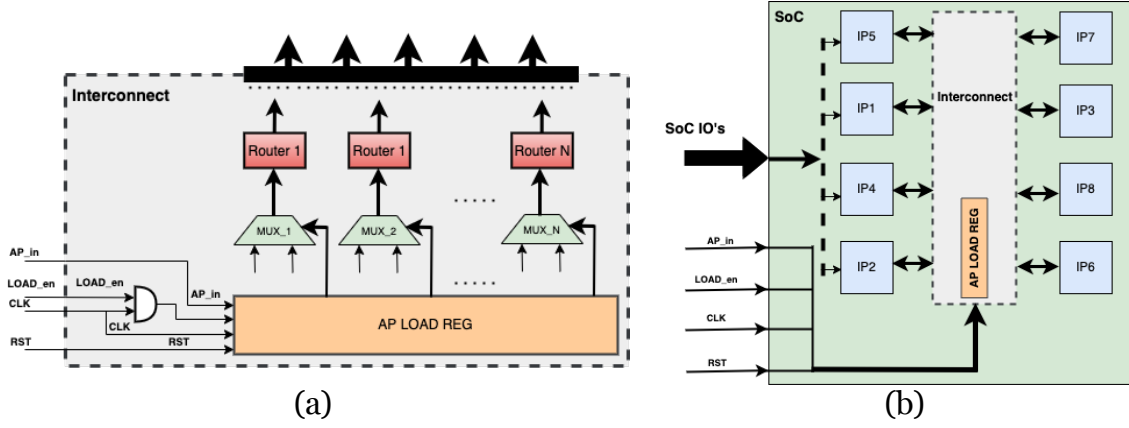 Interconnect
Router 1
Router 1
Router N
MUX_1
MUX_2
MUX_N
AP_in
LOAD_en
LOAD_en
AP_in
CLK
CLK
RST
RST
AP LOAD REG
(a)
SoC
IP5
IP7
Interconnect
IP1
IP3
SoC IO's
IP4
IP8
AP_in
AP LOAD REG
IP2
IP6
LOAD_en
CLK
RST
(b)